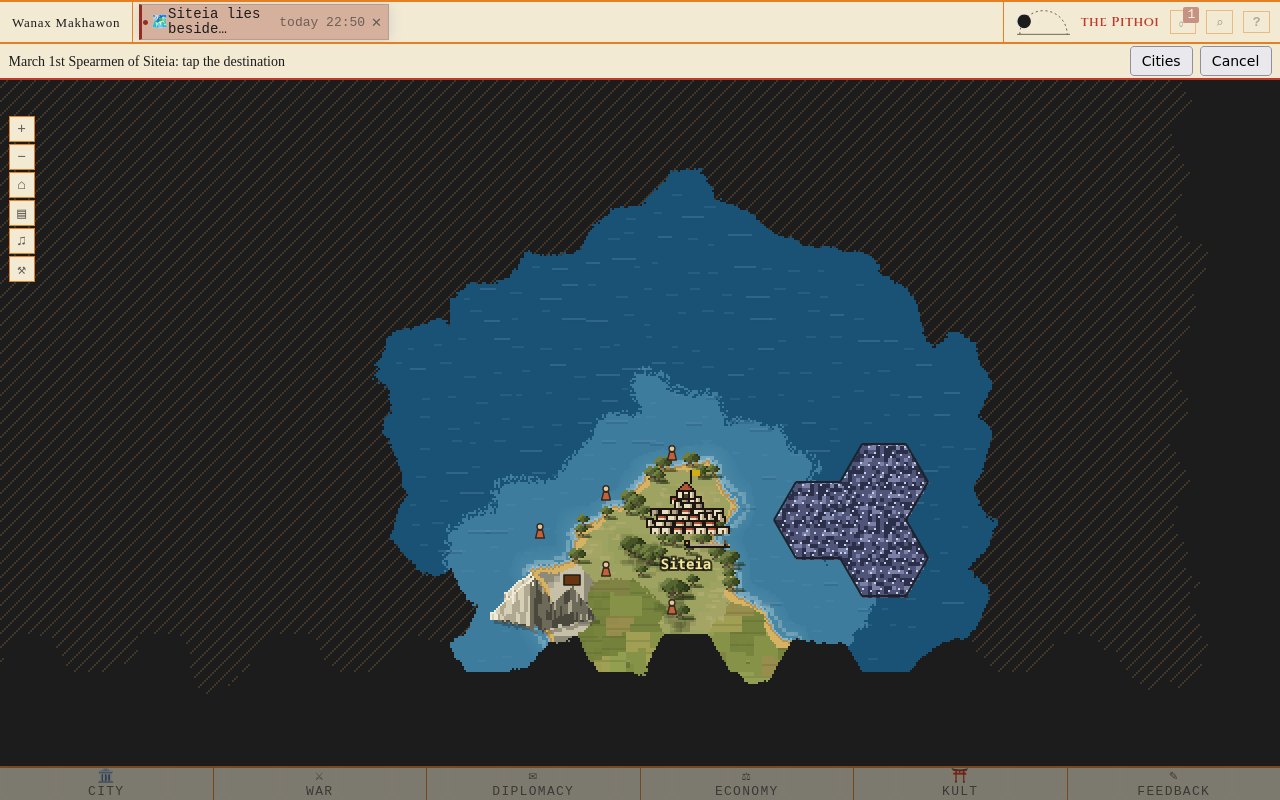 Wanax Makhawon
Siteia lies beside…
today 22:50 ✕
THE PITHOI
1
?
March 1st Spearmen of Siteia: tap the destination
Cities
Cancel
+
−
Siteia
CITY
WAR
DIPLOMACY
ECONOMY
KULT
FEEDBACK